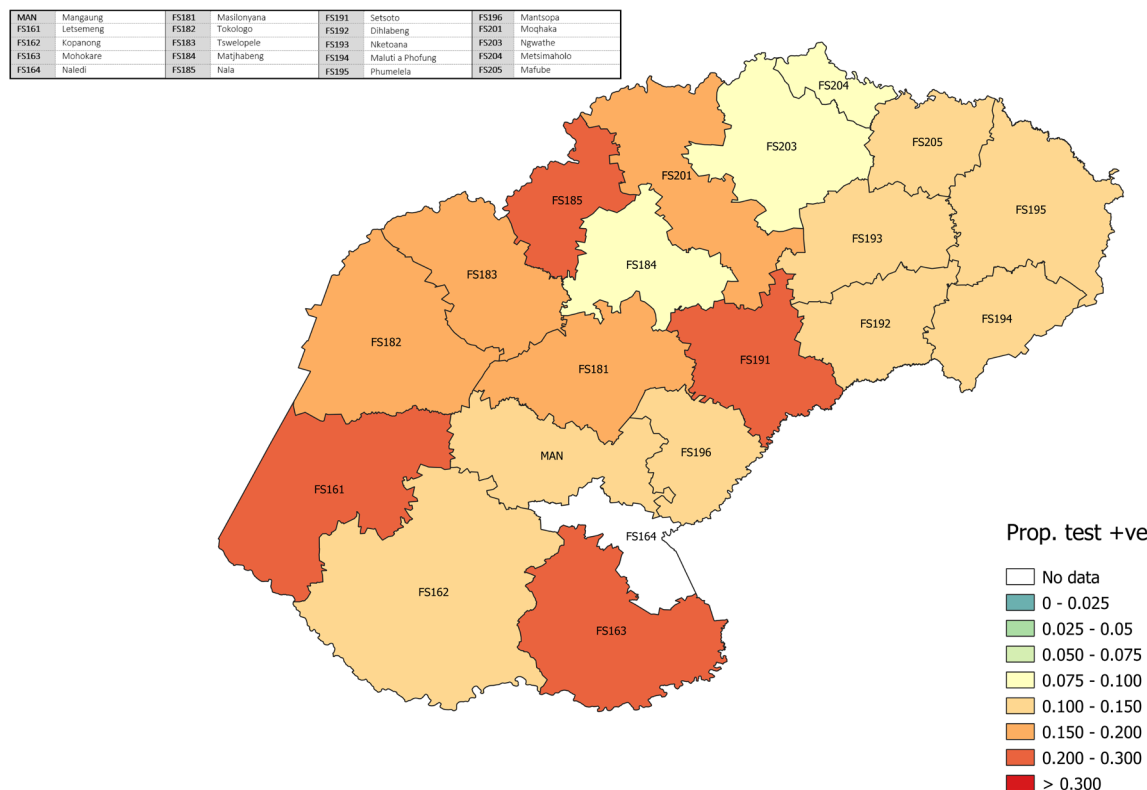 MAN Mangaung FS181 Masilonyana FS191 Setsoto FS196 Mantsopa
FS161 Letsemeng FS182 Tokologo FS192 Dihlabeng FS201 Moqhaka
FS162 Kopanong FS183 Tswelopele FS193 Nketoana FS203 Ngwathe
FS163 Mohokare FS184 Matjhabeng FS194 Maluti a Phofung FS204 Metsimaholo
FS164 Naledi FS185 Nala FS195 Phumelela FS205 Mafube
FS204
FS205
FS203
FS201
FS185
FS195
FS193
FS184
FS183
FS194
FS192
FS182
FS191
FS181
FS196
MAN
FS161
FS164
FS162
FS163
Prop. test +ve
No data
0 - 0.025
0.025 - 0.05
0.050 - 0.075
0.075 - 0.100
0.100 - 0.150
0.150 - 0.200
0.200 - 0.300
> 0.300